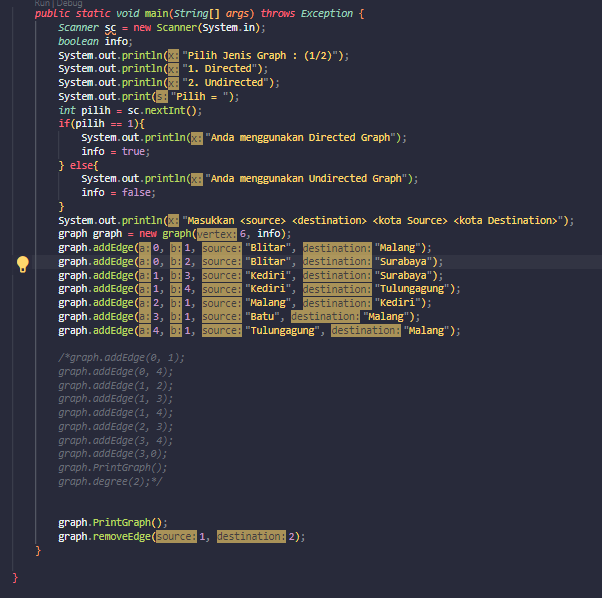 Run | Debug
public static void main(String[] args) throws Exception {
Scanner sc = new Scanner(System.in);
boolean info;
System.out.println(x: "Pilih Jenis Graph : (1/2)");
System.out.println(x: "1. Directed");
System.out.println(x: "2. Undirected");
System.out.print(s: "Pilih = ");
int pilih = sc.nextInt();
if(pilih == 1){
System.out.println(x: "Anda menggunakan Directed Graph");
info = true;
} else{
System.out.println(x: "Anda menggunakan Undirected Graph");
info = false;
}
System.out.println(x: "Masukkan <source> <destination> <kota Source> <kota Destination>");
graph graph = new graph(vertex: 6, info);
graph.addEdge(a: 0, b: 1, source: "Blitar", destination: "Malang");
graph.addEdge(a: 0, b: 2, source: "Blitar", destination: "Surabaya");
graph.addEdge(a: 1, b: 3, source: "Kediri", destination: "Surabaya");
graph.addEdge(a: 1, b: 4, source: "Kediri", destination: "Tulungagung");
graph.addEdge(a: 2, b: 1, source: "Malang", destination: "Kediri");
graph.addEdge(a: 3, b: 1, source: "Batu", destination: "Malang");
graph.addEdge(a: 4, b: 1, source: "Tulungagung", destination: "Malang");
/*graph.addEdge(0, 1);
graph.addEdge(0, 4);
graph.addEdge(1, 2);
graph.addEdge(1, 3);
graph.addEdge(1, 4);
graph.addEdge(2, 3);
graph.addEdge(3, 4);
graph.addEdge(3,0);
graph.PrintGraph();
graph.degree(2);*/
graph.PrintGraph();
graph.removeEdge(source: 1, destination: 2);
}
}